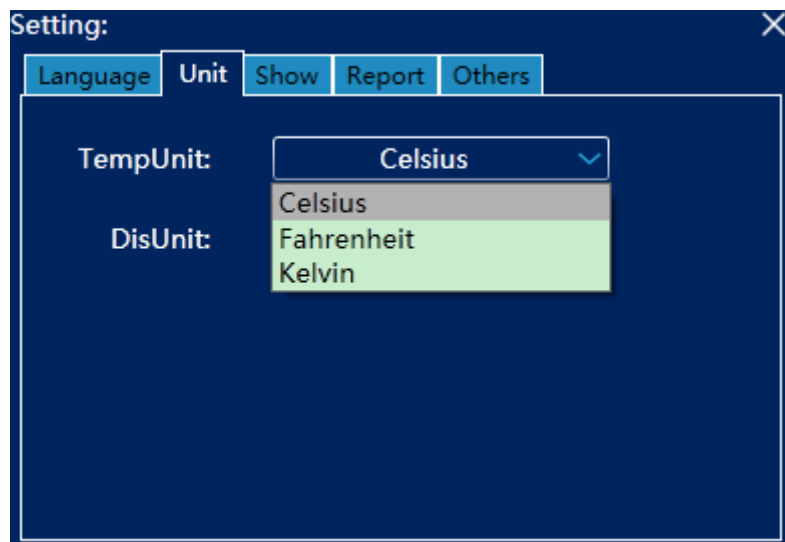 Setting:
Language Unit Show Report Others
TempUnit: Celsius
Celsius
DisUnit: Fahrenheit
Kelvin